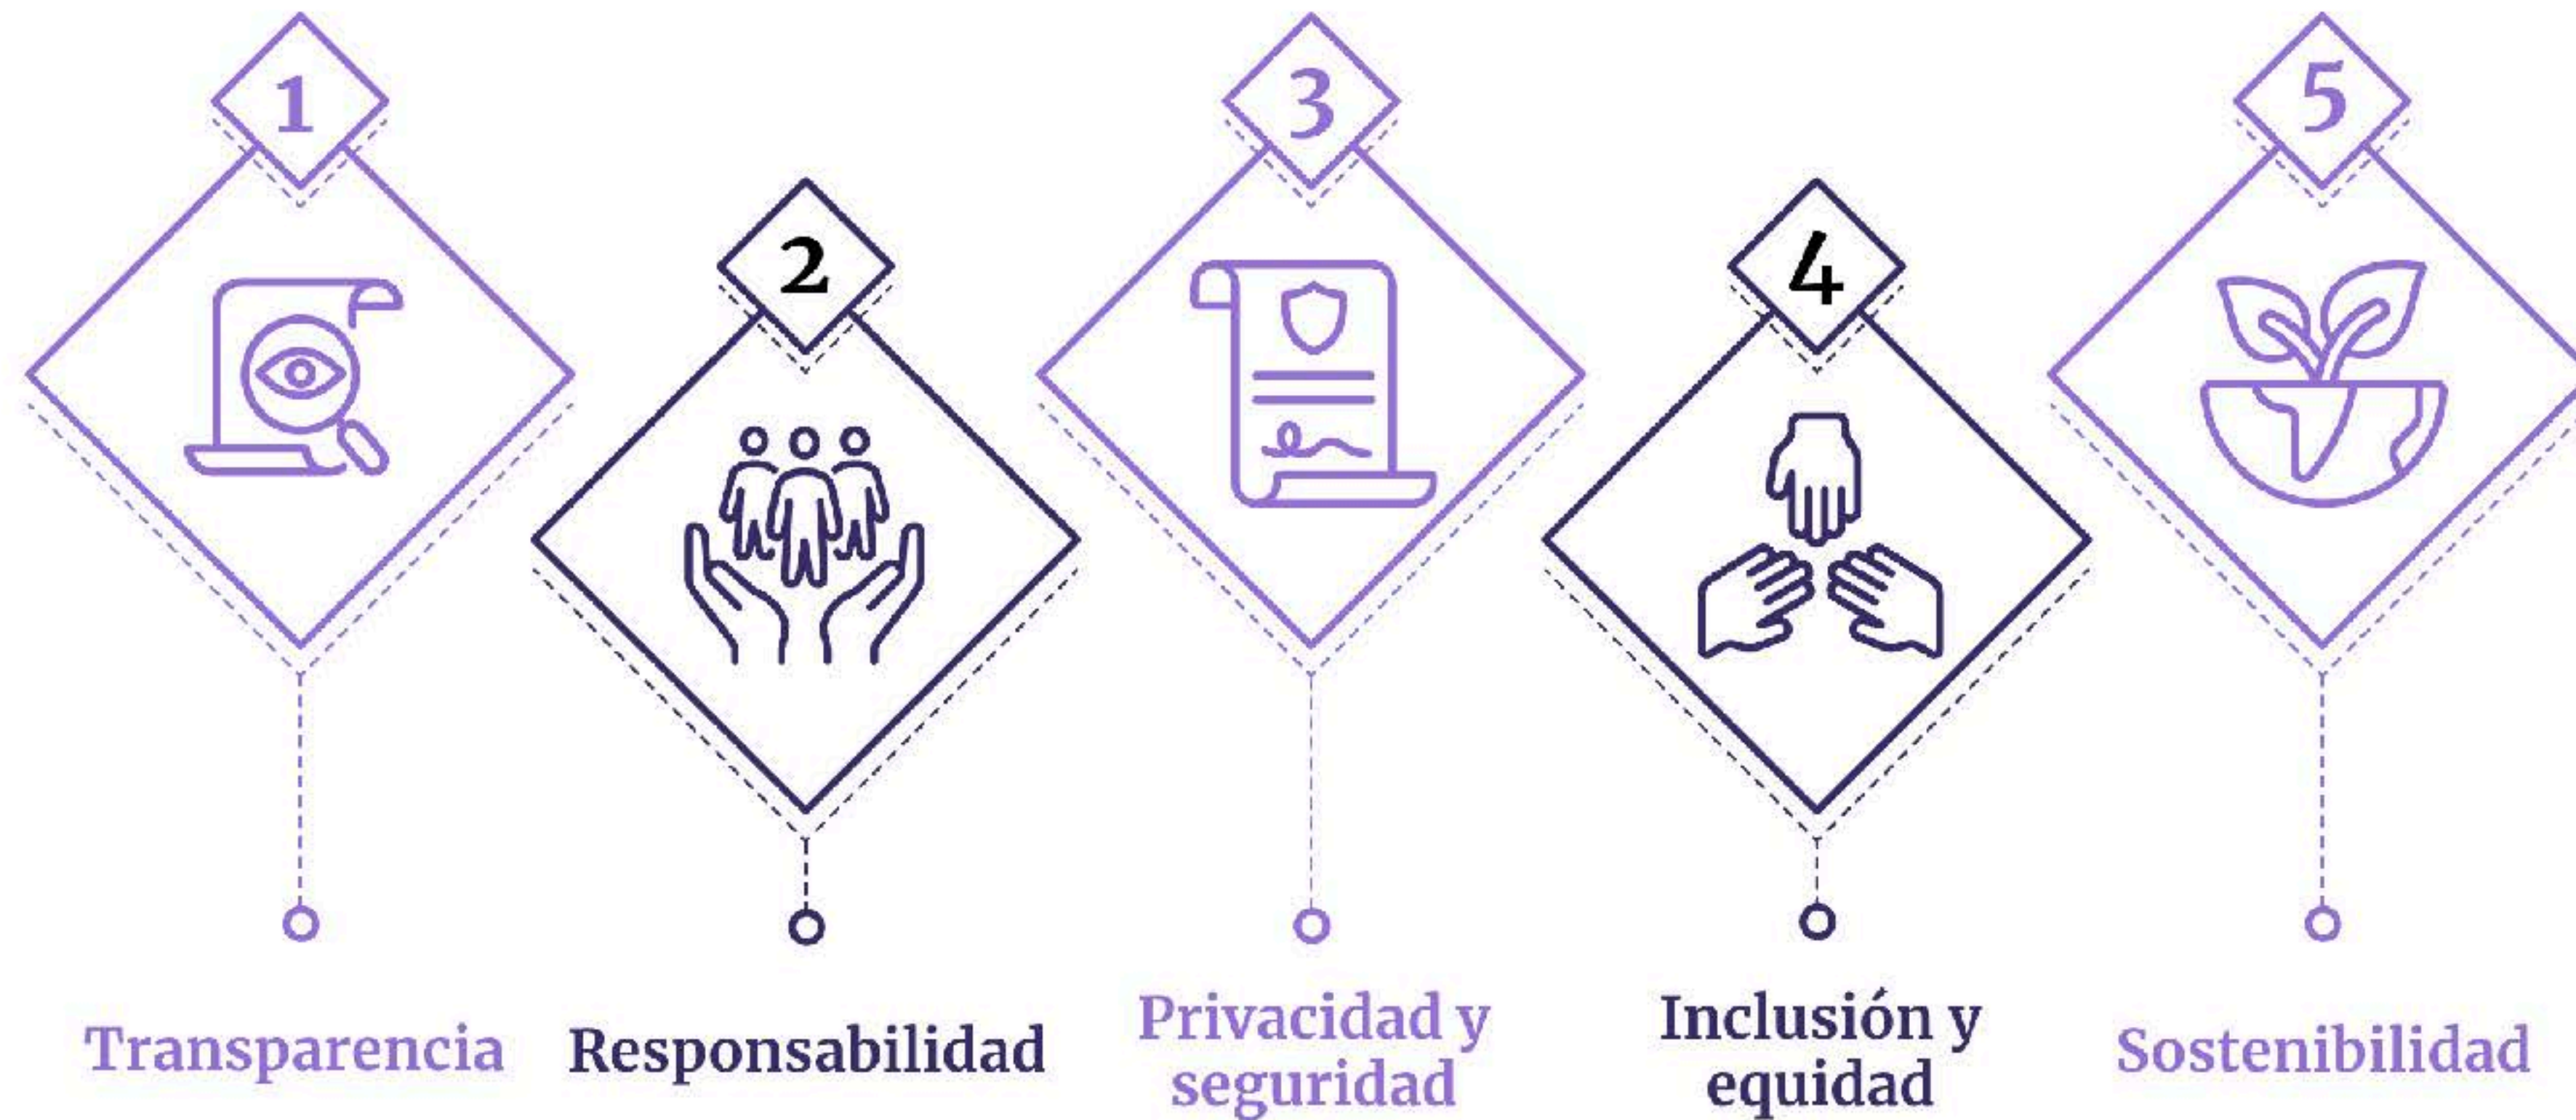 1
Transparencia
2
Responsabilidad
3
Privacidad y
seguridad
4
Inclusión y
equidad
5
Sostenibilidad